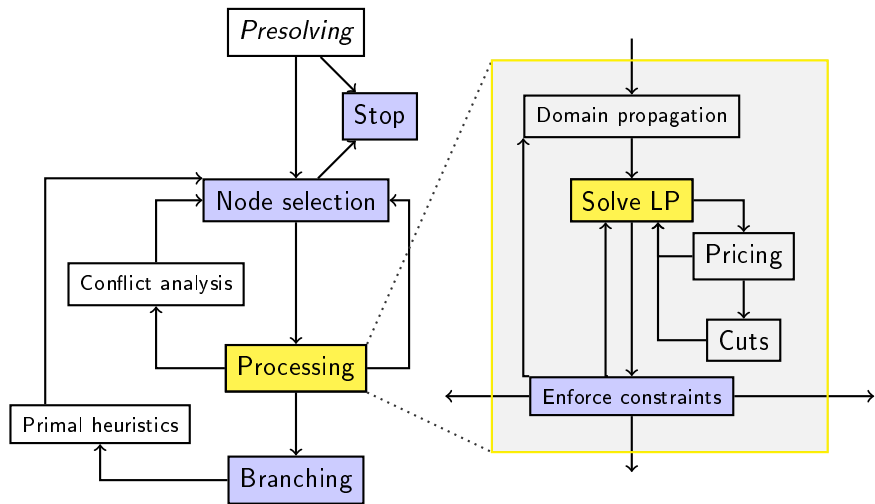 Presolving
Stop
Node selection
Conflict analysis
Processing
Primal heuristics
Branching
Domain propagation
Solve LP
Pricing
Cuts
Enforce constraints